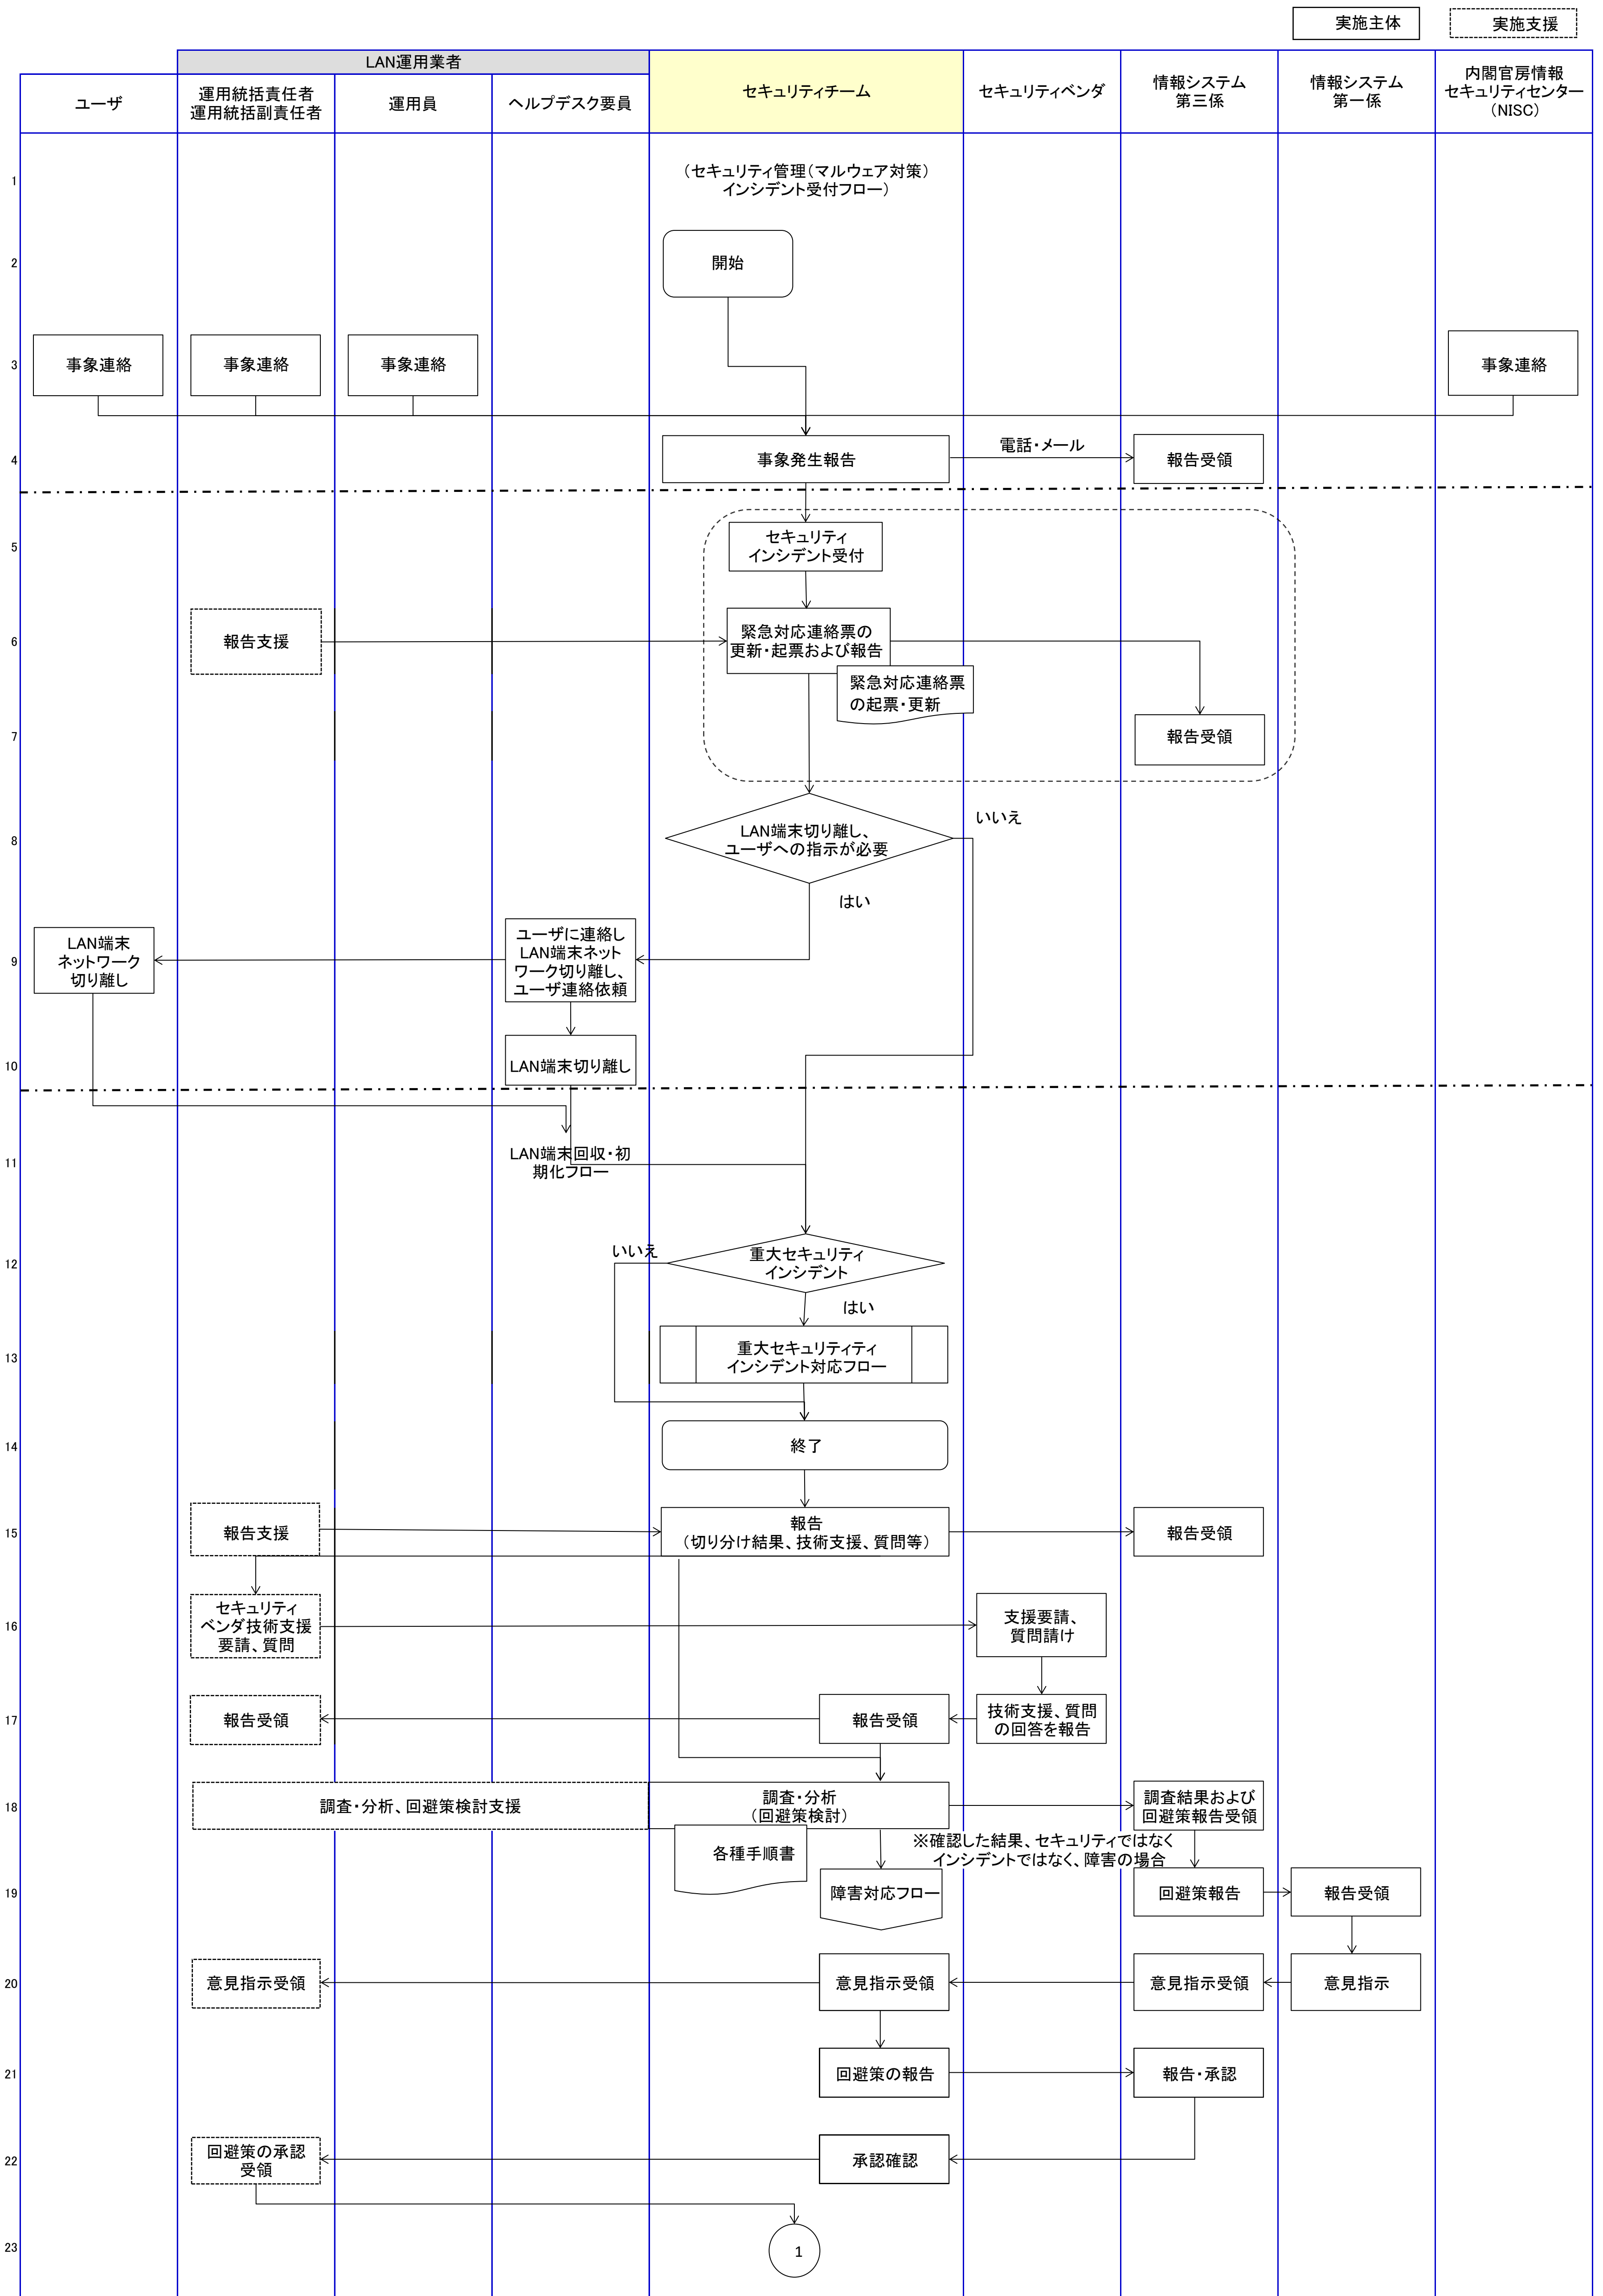 実施主体
実施支援
LAN運用業者
ユーザ
運用統括責任者
運用統括副責任者
運用員
ヘルプデスク要員
セキュリティチーム
セキュリティベンダ
情報システム
第三係
情報システム
第一係
内閣官房情報
セキュリティセンター
（NISC）
1
（セキュリティ管理（マルウェア対策）
インシデント受付フロー）
2
開始
3
事象連絡
事象連絡
事象連絡
事象連絡
4
事象発生報告
電話・メール
報告受領
5
セキュリティ
インシデント受付
6
報告支援
緊急対応連絡票の
更新・起票および報告
緊急対応連絡票
の起票・更新
7
報告受領
8
LAN端末切り離し、
ユーザへの指示が必要
いいえ
はい
9
LAN端末
ネットワーク
切り離し
ユーザに連絡し
LAN端末ネット
ワーク切り離し、
ユーザ連絡依頼
10
LAN端末切り離し
11
LAN端末回収・初
期化フロー
12
いいえ
重大セキュリティ
インシデント
はい
13
重大セキュリティティ
インシデント対応フロー
14
終了
15
報告支援
報告
（切り分け結果、技術支援、質問等）
報告受領
16
セキュリティ
ベンダ技術支援
要請、質問
支援要請、
質問請け
17
報告受領
報告受領
技術支援、質問
の回答を報告
18
調査・分析、回避策検討支援
調査・分析
（回避策検討）
調査結果および
回避策報告受領
各種手順書
※確認した結果、セキュリティではなく
インシデントではなく、障害の場合
19
障害対応フロー
回避策報告
報告受領
20
意見指示受領
意見指示受領
意見指示受領
意見指示
21
回避策の報告
報告・承認
22
回避策の承認
受領
承認確認
23
1